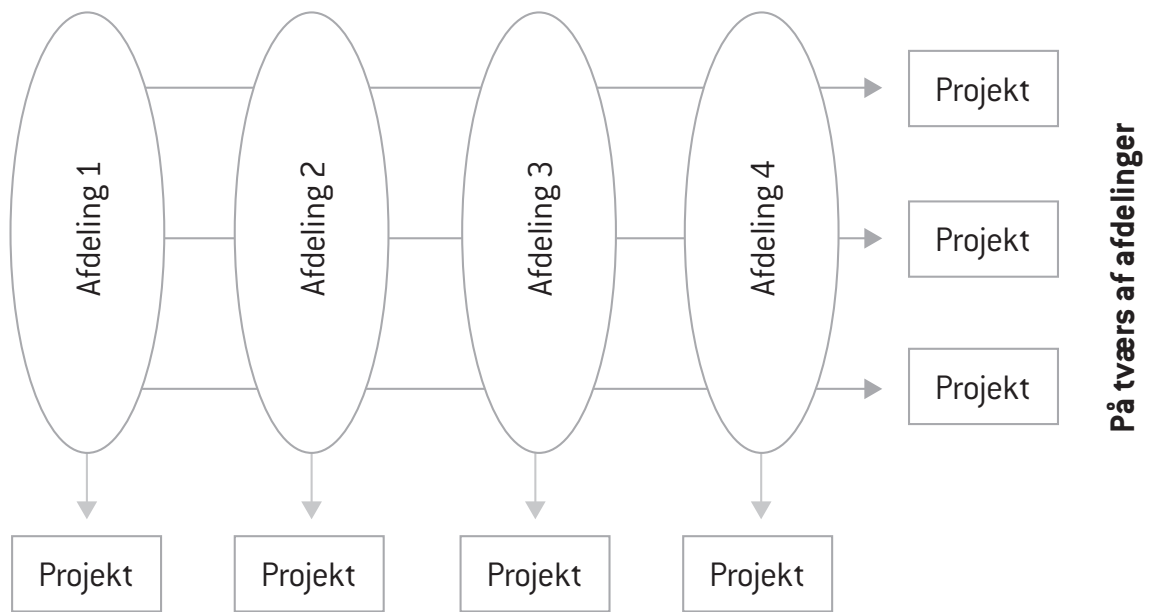 Afdeling 1
Afdeling 2
Afdeling 3
Afdeling 4
Projekt
Projekt
Projekt
På tværs af afdelinger
Projekt
Projekt
Projekt
Projekt